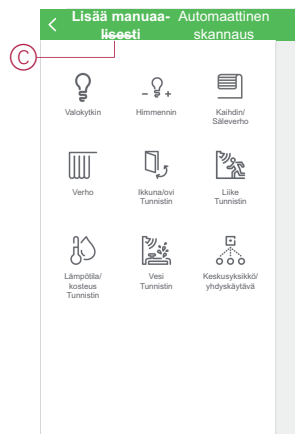 Lisää manuaa-
lisesti
Automaattinen
skannaus
C
Valokytkin
Himmennin
Kaihdin/
Säleverho
Verho
Ikkuna/ovi
Tunnistin
Liike
Tunnistin
Lämpötila/
kosteus
Tunnistin
Vesi
Tunnistin
Keskusyksikkö/
yhdyskäytävä